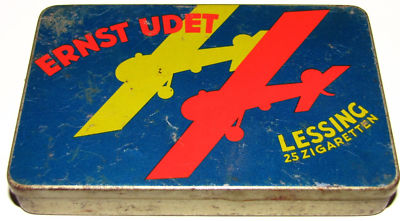 ERNST UDET
LESSING
25 ZIGARETTEN